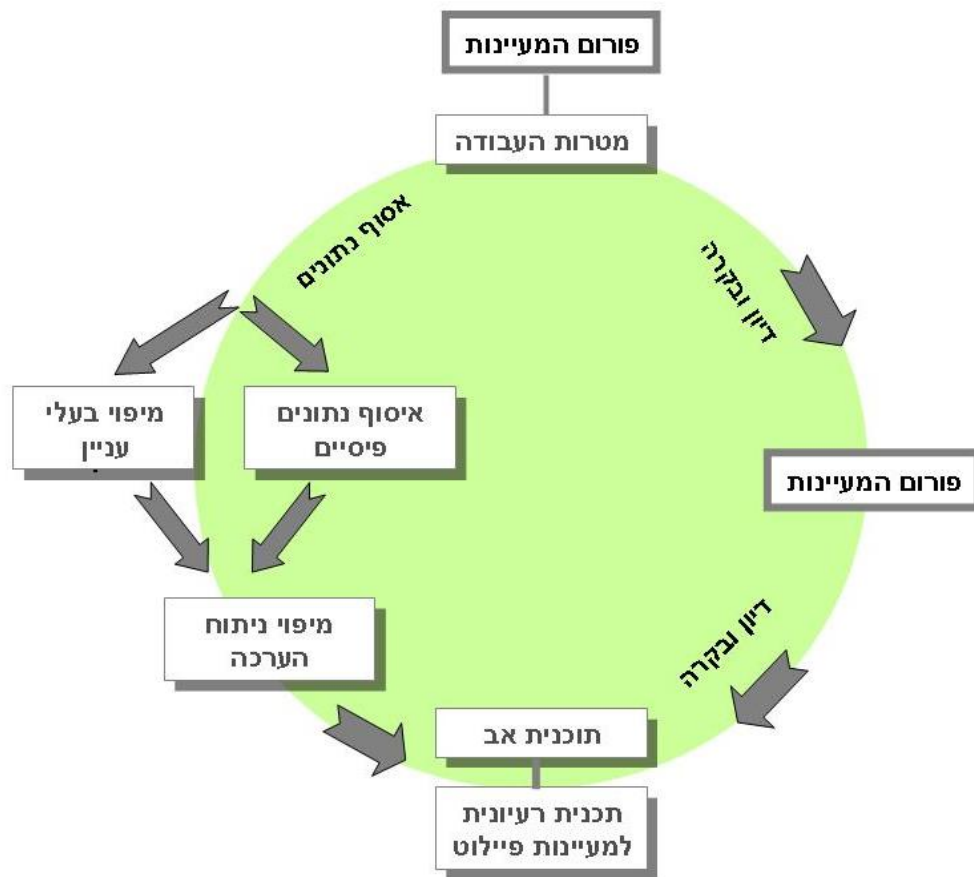 פורום המעיינות
מטרות העבודה
אסוף נתונים
דיון ובקרה
מיפוי בעלי
עניין
איסוף נתונים
פיסיים
פורום המעיינות
מיפוי ניתוח
הערכה
דיון ובקרה
תוכנית אב
תכנית רעיונית
למעיינות פיילוט